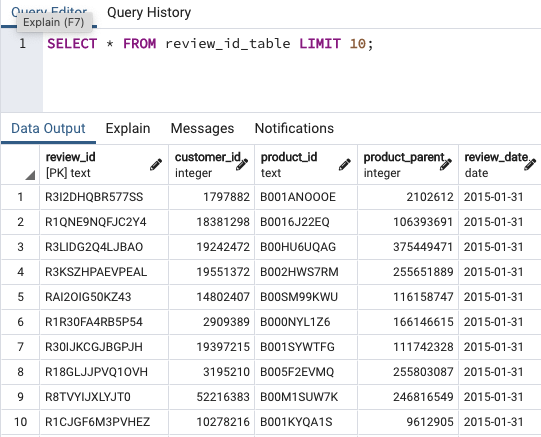 Query Editor Query History
Explain (F7)
1 SELECT * FROM review_id_table LIMIT 10;
Data Output Explain Messages Notifications
review_id customer_id product_id product_parent review_date
[PK] text integer text integer date
1 R3I2DHQBR577SS 1797882 B001ANOOOE 2102612 2015-01-31
2 R1QNE9NQFJC2Y4 18381298 B0016J22EQ 106393691 2015-01-31
3 R3LIDG2Q4LJBAO 19242472 B00HU6UQAG 375449471 2015-01-31
4 R3KSZHPAEVPEAL 19551372 B002HWS7RM 255651889 2015-01-31
5 RAI2OIG50KZ43 14802407 B00SM99KWU 116158747 2015-01-31
6 R1R30FA4RB5P54 2909389 B000NYL1Z6 166146615 2015-01-31
7 R30IJKCGJBGPJH 19397215 B001SYWTFG 111742328 2015-01-31
8 R18GLJJPVQ1OVH 3195210 B005F2EVMQ 255803087 2015-01-31
9 R8TVYIJXLYJT0 52216383 B00M1SUW7K 246816549 2015-01-31
10 R1CJGF6M3PVHEZ 10278216 B001KYQA1S 9612905 2015-01-31